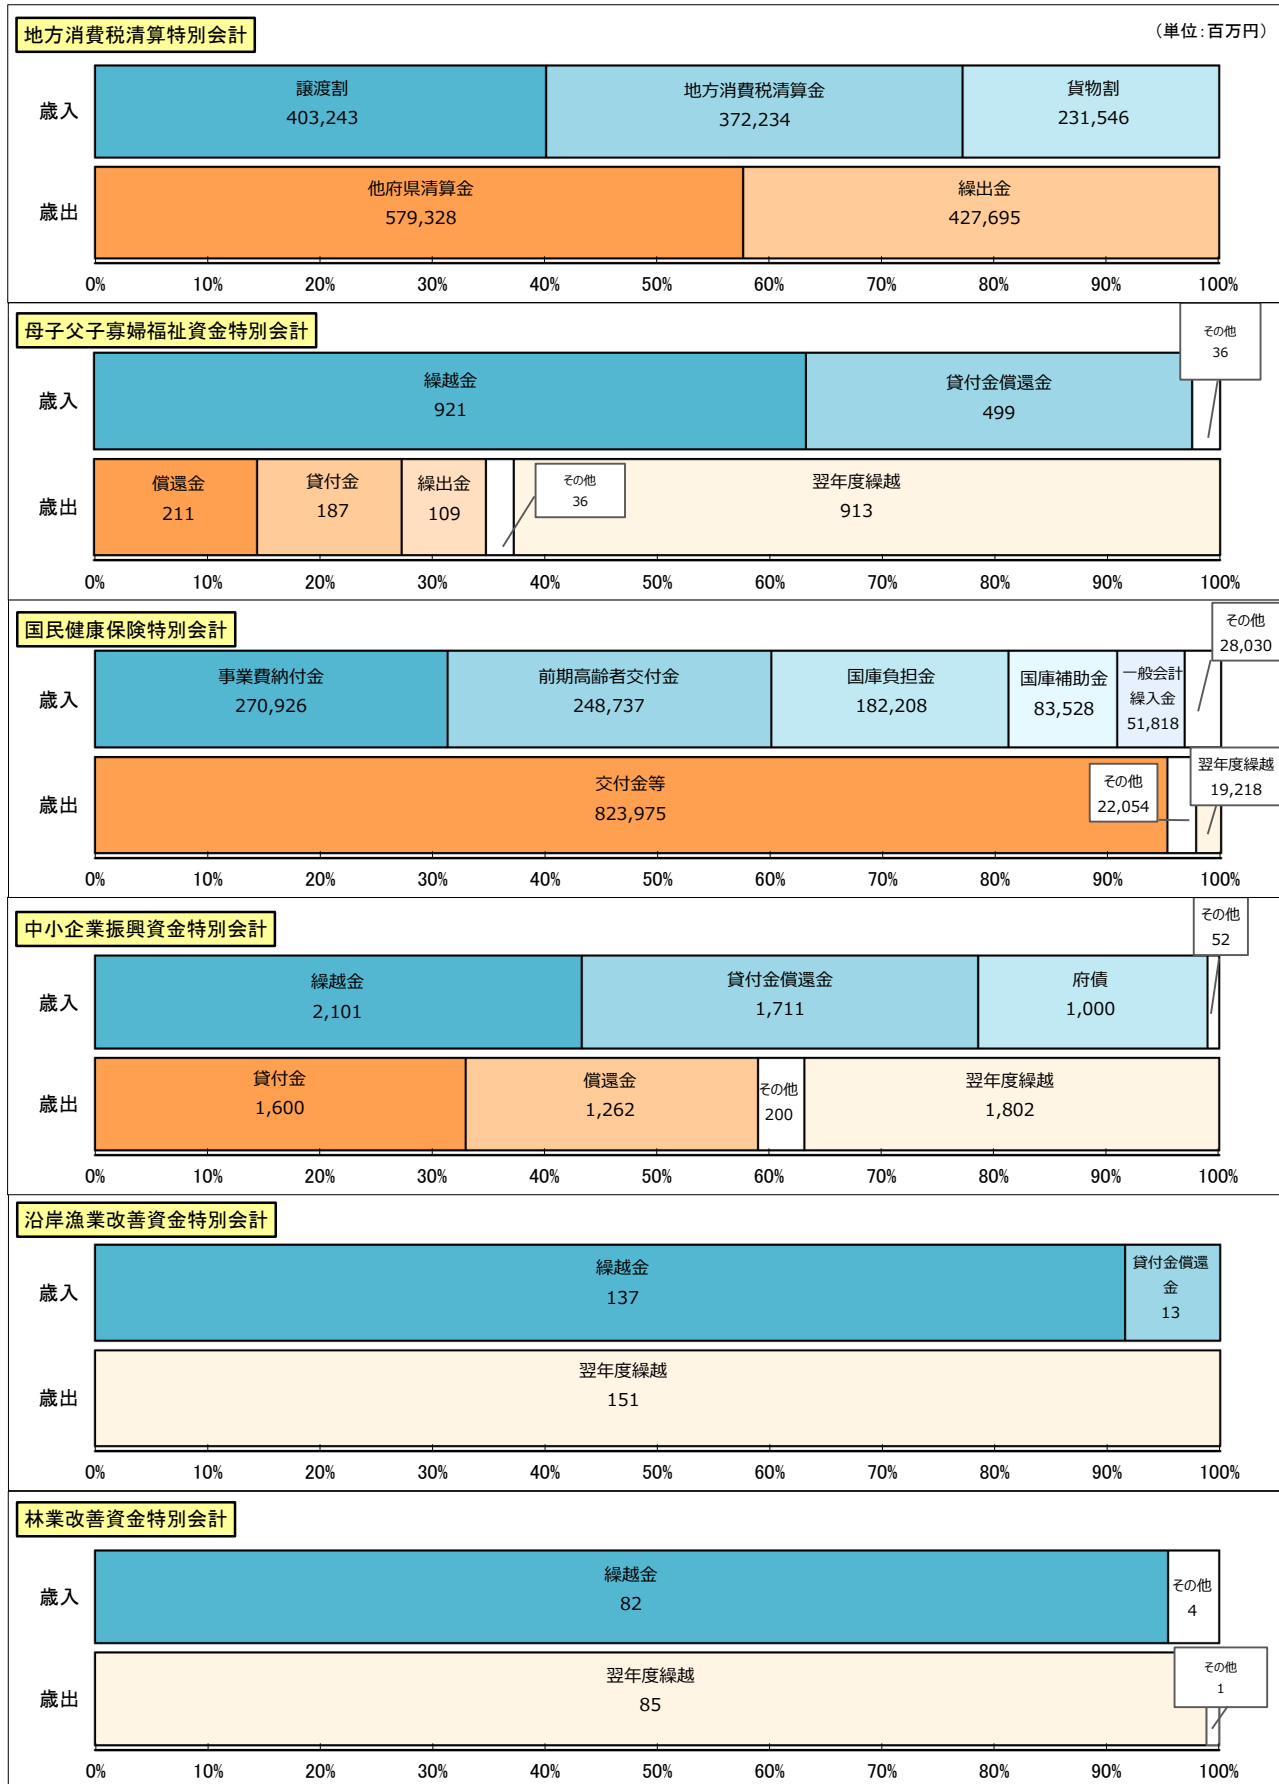 地方消費税清算特別会計
（単位：百万円）
歳入
譲渡割
403,243
地方消費税清算金
372,234
貨物割
231,546
歳出
他府県清算金
579,328
繰出金
427,695
0% 10% 20% 30% 40% 50% 60% 70% 80% 90% 100%
母子父子寡婦福祉資金特別会計
歳入
繰越金
921
貸付金償還金
499
その他
36
歳出
償還金
211
貸付金
187
繰出金
109
その他
36
翌年度繰越
913
0% 10% 20% 30% 40% 50% 60% 70% 80% 90% 100%
国民健康保険特別会計
歳入
事業費納付金
270,926
前期高齢者交付金
248,737
国庫負担金
182,208
国庫補助金
83,528
一般会計
繰入金
51,818
その他
28,030
歳出
交付金等
823,975
その他
22,054
翌年度繰越
19,218
0% 10% 20% 30% 40% 50% 60% 70% 80% 90% 100%
中小企業振興資金特別会計
歳入
繰越金
2,101
貸付金償還金
1,711
府債
1,000
その他
52
歳出
貸付金
1,600
償還金
1,262
その他
200
翌年度繰越
1,802
0% 10% 20% 30% 40% 50% 60% 70% 80% 90% 100%
沿岸漁業改善資金特別会計
歳入
繰越金
137
貸付金償還
金
13
歳出
翌年度繰越
151
0% 10% 20% 30% 40% 50% 60% 70% 80% 90% 100%
林業改善資金特別会計
歳入
繰越金
82
その他
4
歳出
翌年度繰越
85
その他
1
0% 10% 20% 30% 40% 50% 60% 70% 80% 90% 100%